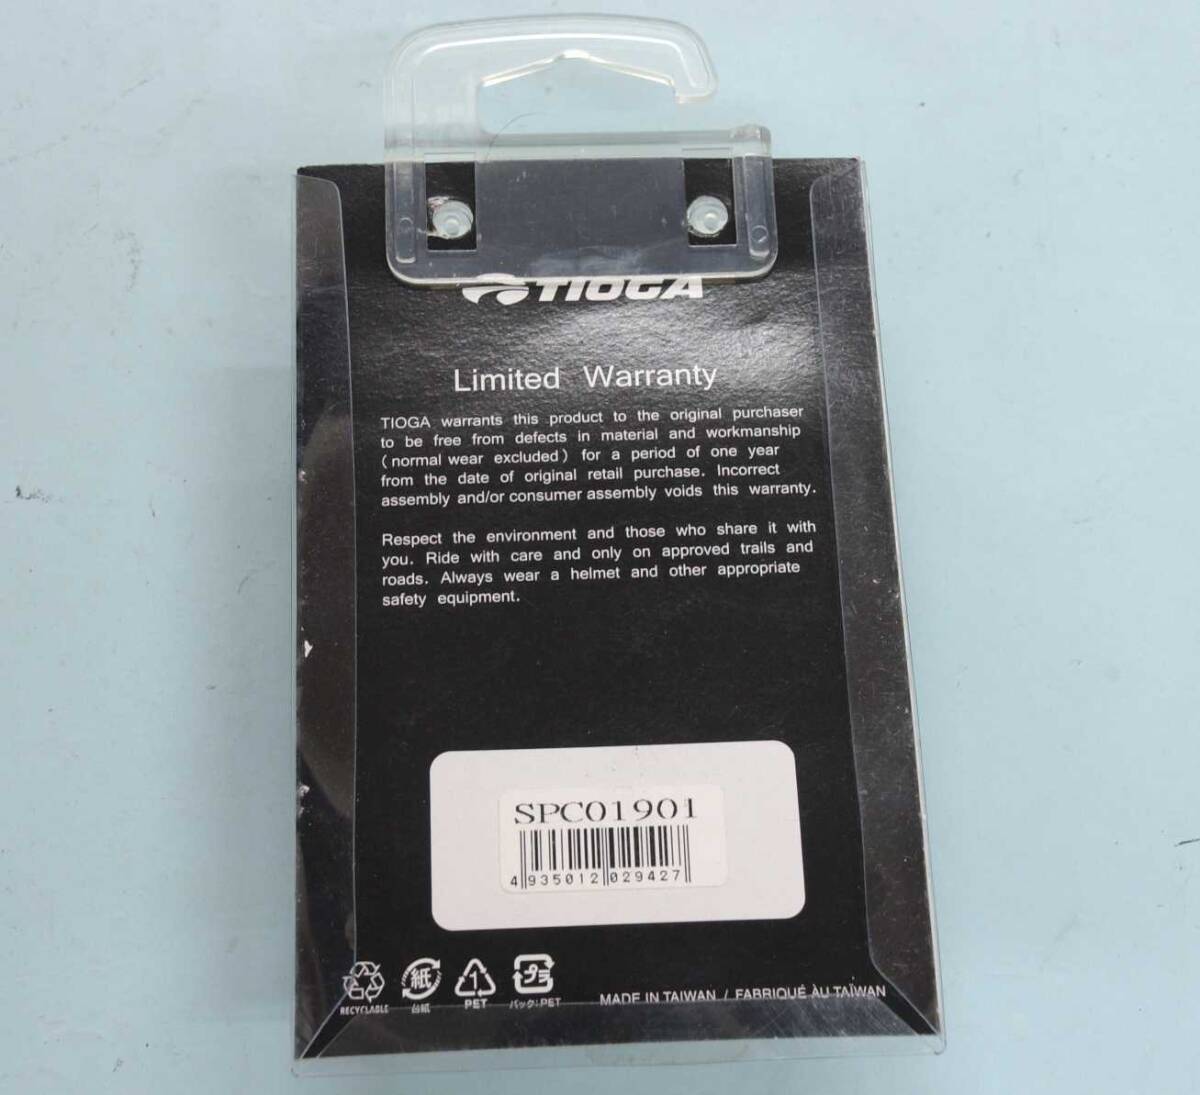 TIOGA
Limited Warranty
TIOGA warrants this product to the original purchaser
to be free from defects in material and workmanship
(normal wear excluded) for a period of one year
from the date of original retail purchase. Incorrect
assembly and/or consumer assembly voids this warranty.
Respect the environment and those who share it with
you. Ride with care and only on approved trails and
roads. Always wear a helmet and other appropriate
safety equipment.
SPC01901
4 935012 029427
紙 1 プラ
RECYCLABLE 台紙 PET パック:PET
MADE IN TAIWAN / FABRIQUÉ ÀU TAÏWAN